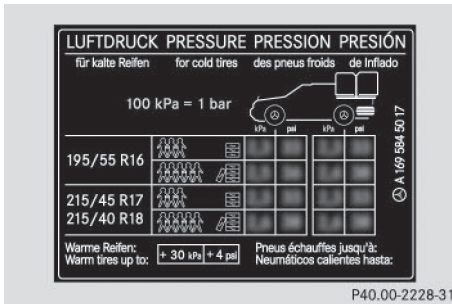 LUFTDRUCK PRESSURE PRESSION PRESIÓN
für kalte Reifen for cold tires des pneus froids de Inflado
100 kPa = 1 bar
kPa psi kPa psi
195/55 R16
215/45 R17
215/40 R18
A 169 584 50 17
Warme Reifen:
Warm tires up to:
+ 30 kPa + 4 psi
Pneus échauffes jusqu'à:
Neumáticos calientes hasta:
P40.00-2228-31